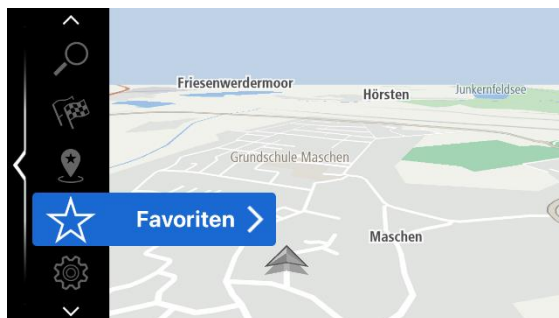 Friesenwerdermoor
Hörsten
Junkernfeldsee
Grundschule Maschen
Favoriten
Maschen